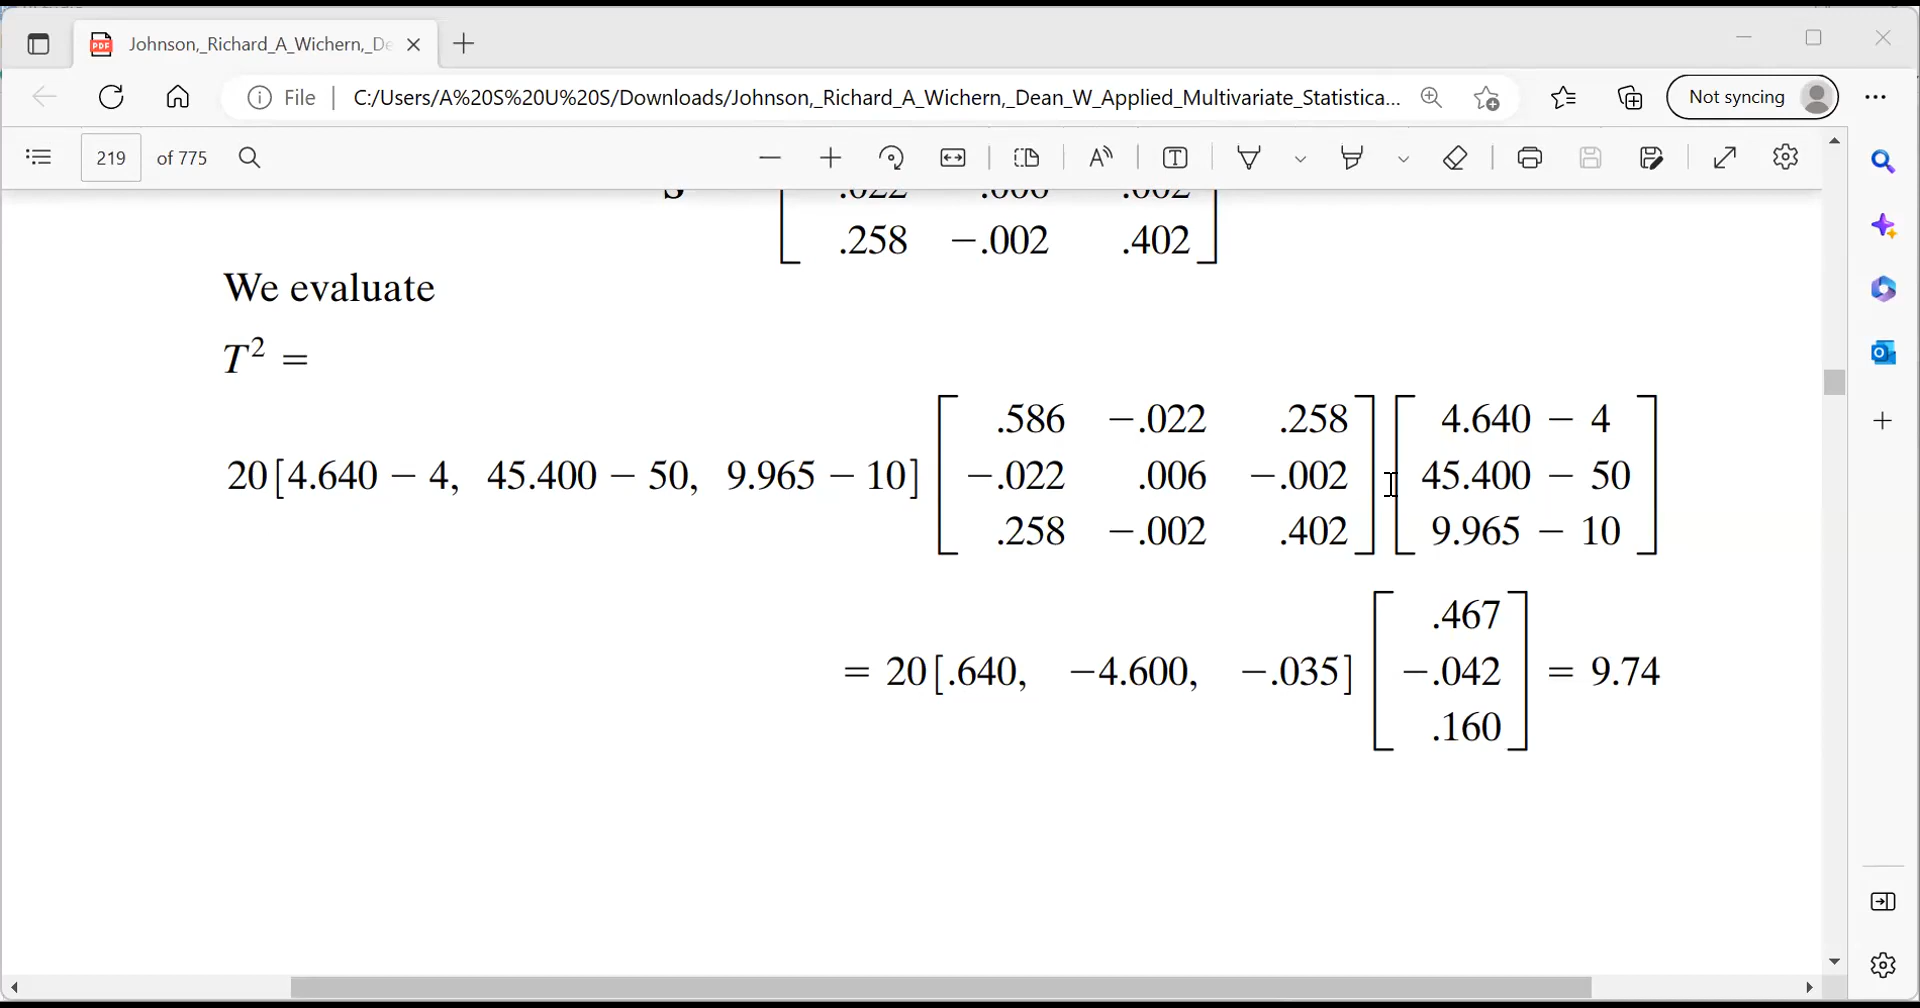 Johnson,_Richard_A_Wichern,_De
File | C:/Users/A%20S%20U%20S/Downloads/Johnson,_Richard_A_Wichern,_Dean_W_Applied_Multivariate_Statistica... Not syncing
219 of 775
.258 −.002 .402
We evaluate
T² =
.586 −.022 .258 4.640 − 4
20[4.640 − 4, 45.400 − 50, 9.965 − 10] −.022 .006 −.002 45.400 − 50
.258 −.002 .402 9.965 − 10
.467
= 20[.640, −4.600, −.035] −.042 = 9.74
.160